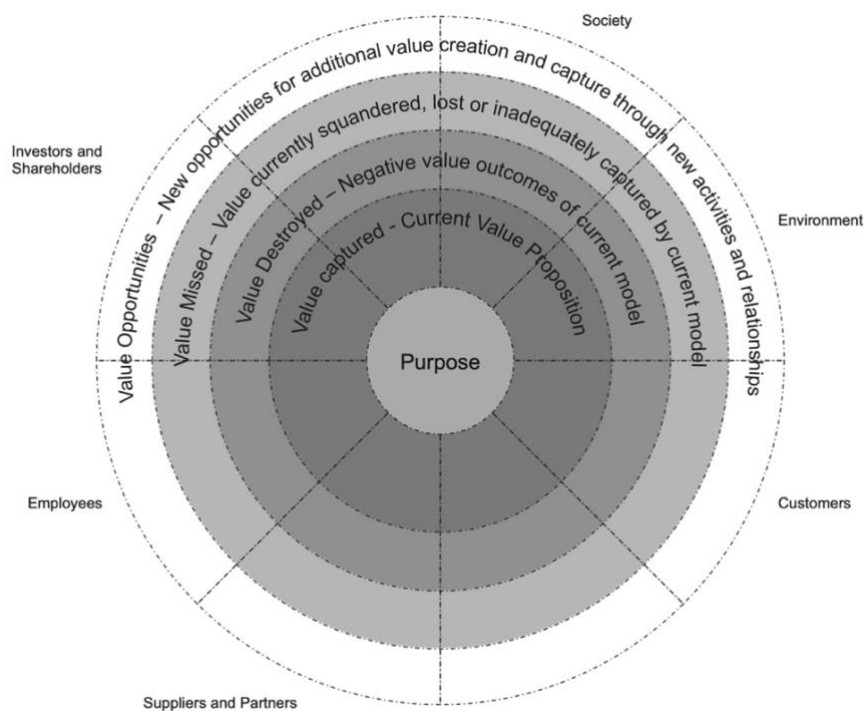 Society
Investors and
Shareholders
Environment
Value Opportunities – New opportunities for additional value creation and capture through new activities and relationships
Value Missed – Value currently squandered, lost or inadequately captured by current model
Value Destroyed – Negative value outcomes of current model
Value captured - Current Value Proposition
Purpose
Employees
Customers
Suppliers and Partners